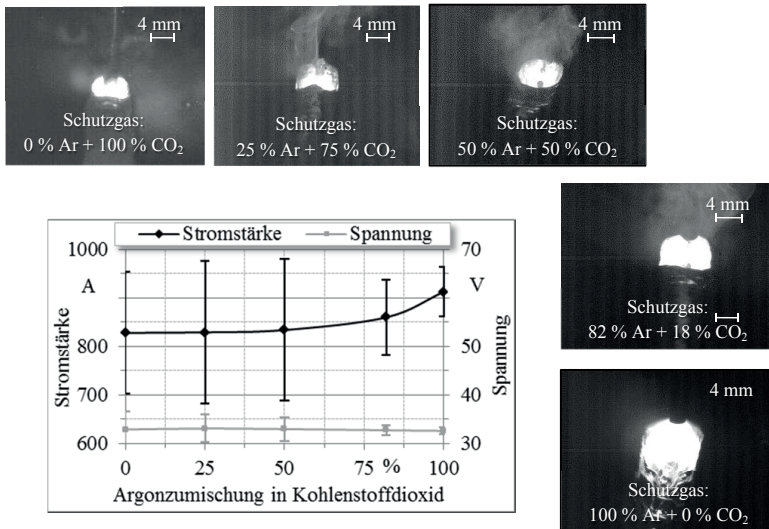 4 mm
Schutzgas:
0 % Ar + 100 % CO₂
4 mm
Schutzgas:
25 % Ar + 75 % CO₂
4 mm
Schutzgas:
50 % Ar + 50 % CO₂
4 mm
Schutzgas:
82 % Ar + 18 % CO₂
4 mm
Schutzgas:
100 % Ar + 0 % CO₂
Stromstärke Spannung
1000
A
800
700
600
Stromstärke
70
V
50
40
30
Spannung
0 25 50 75 % 100
Argonzumischung in Kohlenstoffdioxid